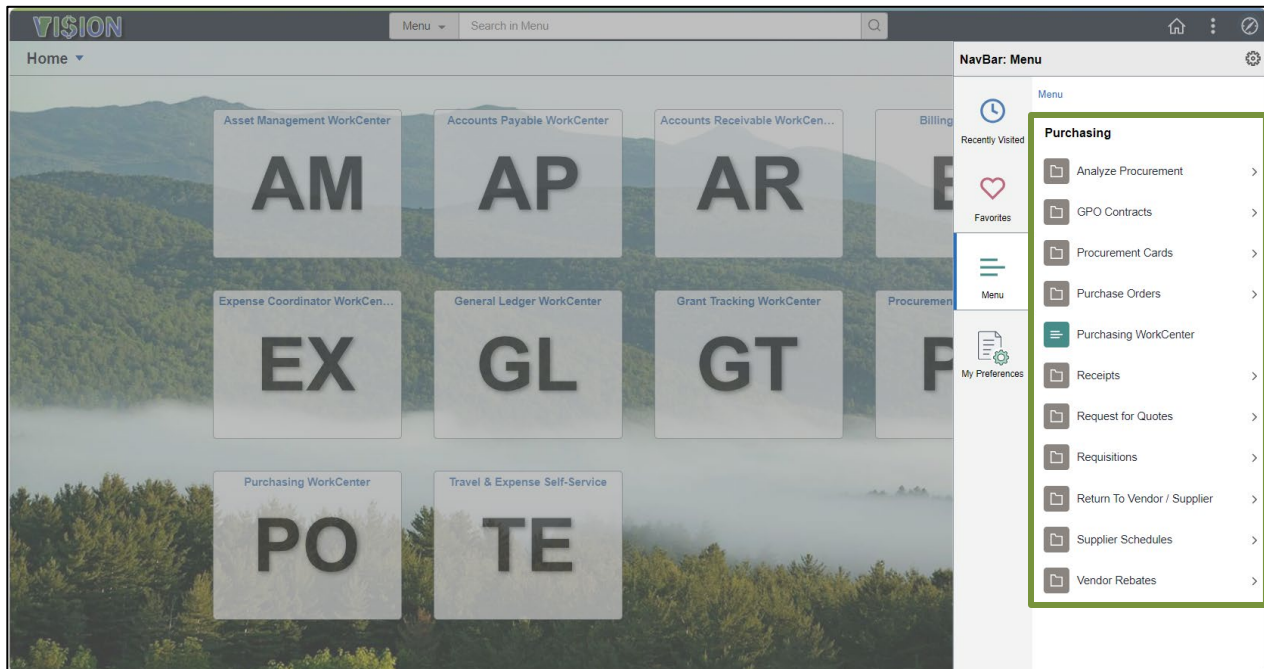 VISION
Menu
Search in Menu
Home
NavBar: Menu
Asset Management WorkCenter
AM
Accounts Payable WorkCenter
AP
Accounts Receivable WorkCen...
AR
Billing
Expense Coordinator WorkCen...
EX
General Ledger WorkCenter
GL
Grant Tracking WorkCenter
GT
Procuremen
P
Purchasing WorkCenter
PO
Travel & Expense Self-Service
TE
Recently Visited
Favorites
Menu
My Preferences
Menu
Purchasing
Analyze Procurement
GPO Contracts
Procurement Cards
Purchase Orders
Purchasing WorkCenter
Receipts
Request for Quotes
Requisitions
Return To Vendor / Supplier
Supplier Schedules
Vendor Rebates